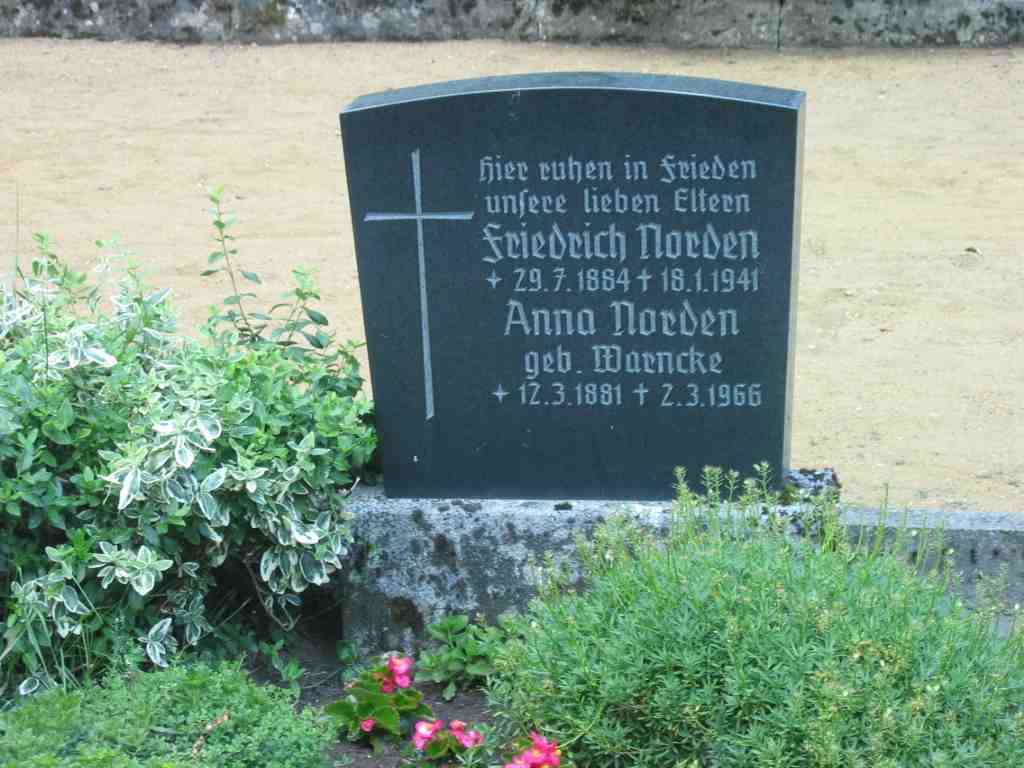 Hier ruhen in Frieden
unsere lieben Eltern
Friedrich Norden
✦ 29.7.1884 ✝ 18.1.1941
Anna Norden
geb. Warncke
✦ 12.3.1881 ✝ 2.3.1966